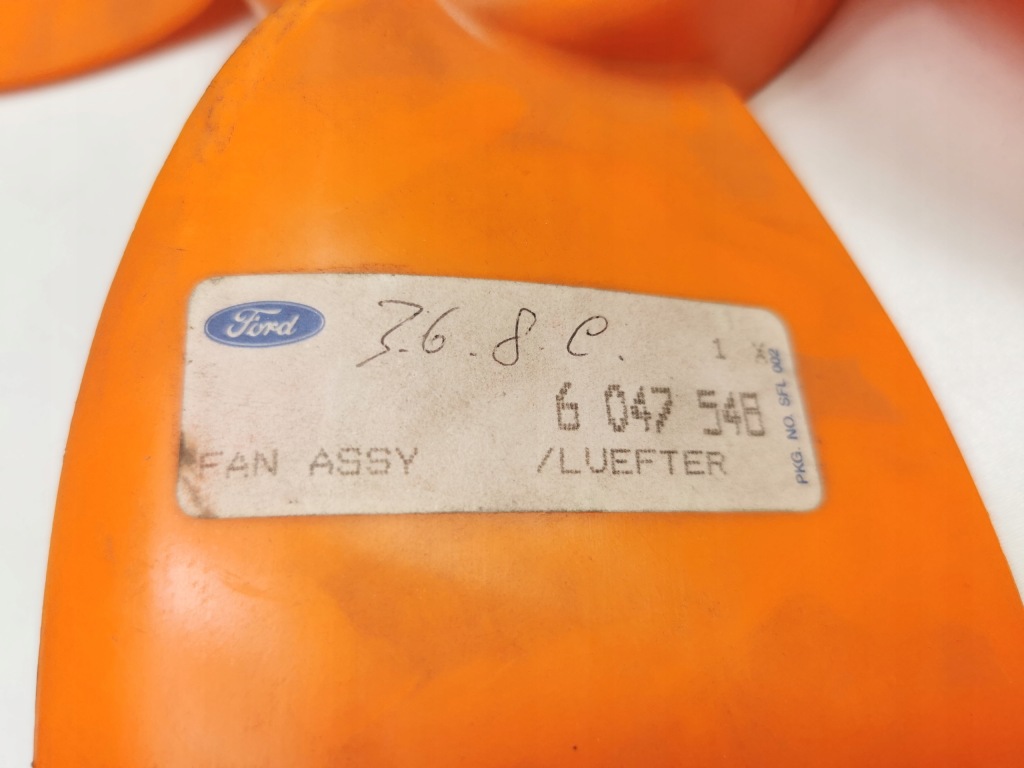 Ford 3.6.8.C.
1
6 047 548
FAN ASSY /LUEFTER
PKG. NO. SFL 002